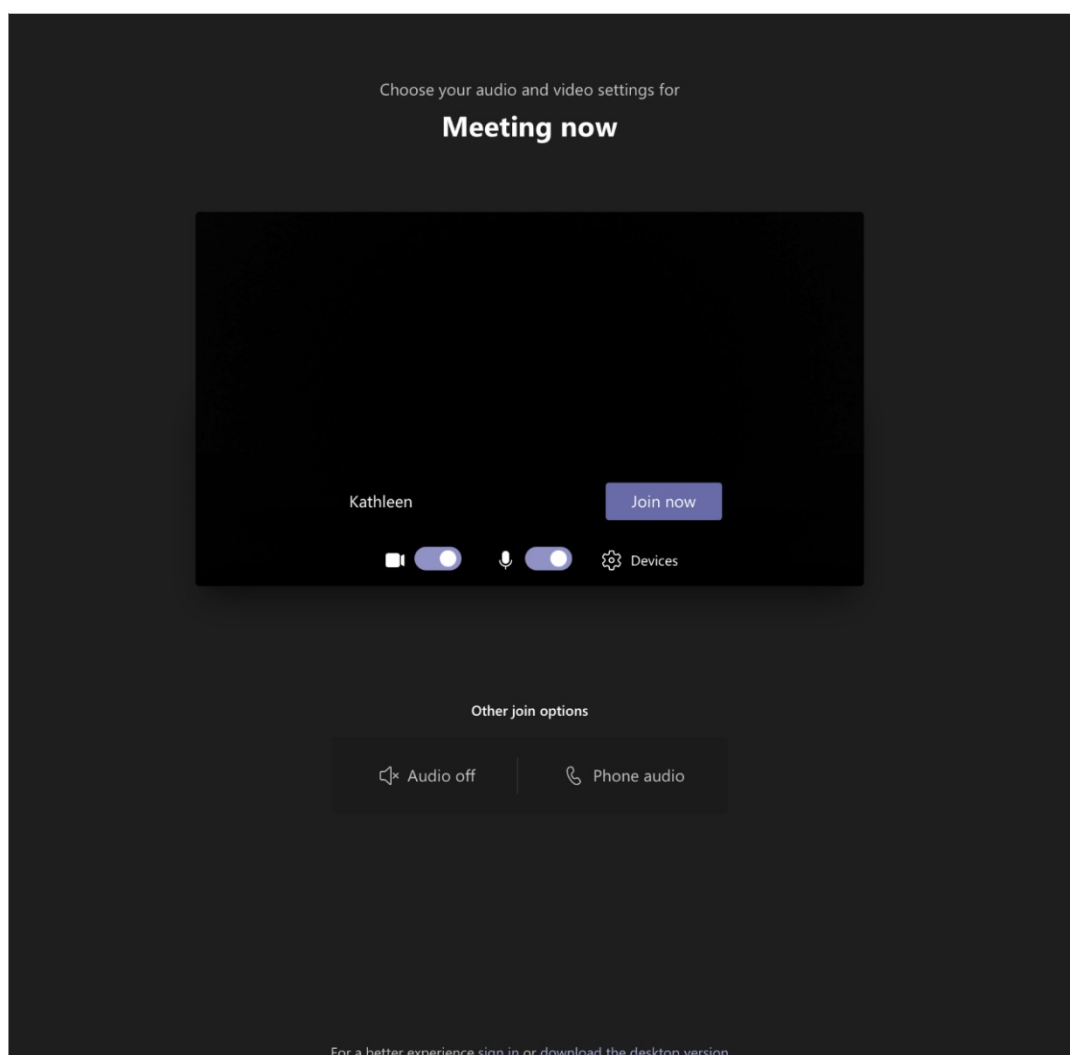 Choose your audio and video settings for
Meeting now
Kathleen
Join now
Devices
Other join options
Audio off
Phone audio
For a better experience sign in or download the desktop version